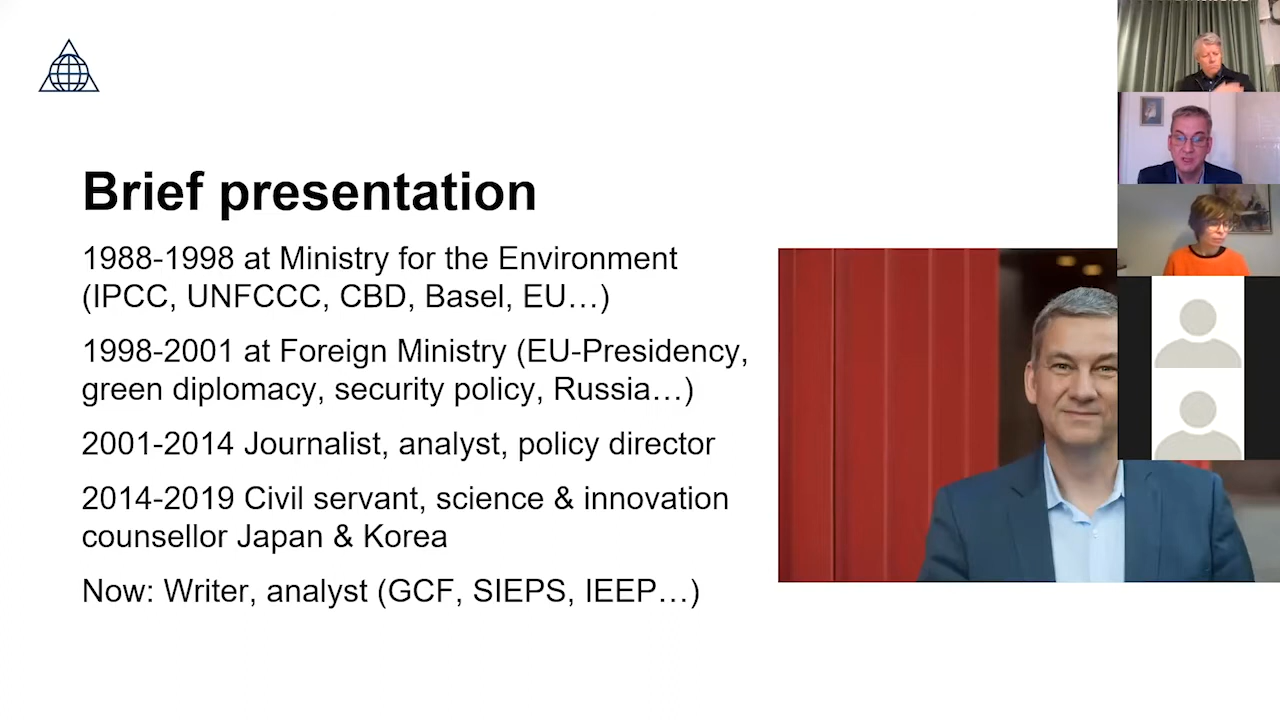 Brief presentation
1988-1998 at Ministry for the Environment
(IPCC, UNFCCC, CBD, Basel, EU…)
1998-2001 at Foreign Ministry (EU-Presidency,
green diplomacy, security policy, Russia…)
2001-2014 Journalist, analyst, policy director
2014-2019 Civil servant, science & innovation
counsellor Japan & Korea
Now: Writer, analyst (GCF, SIEPS, IEEP…)